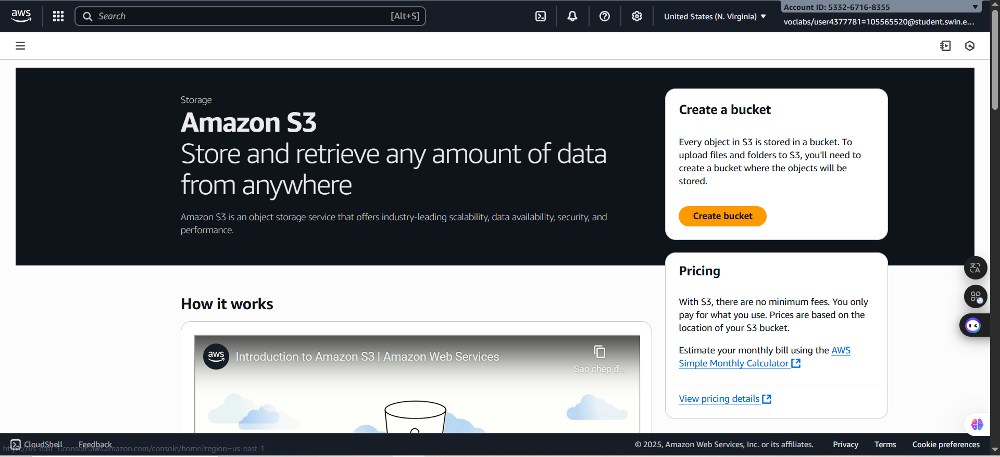 aws
Search
[Alt+S]
United States (N. Virginia)
Account ID: 5332-6716-8355
voclabs/user4377781=105565520@student.swin.e...
Storage
Amazon S3
Store and retrieve any amount of data
from anywhere
Amazon S3 is an object storage service that offers industry-leading scalability, data availability, security, and
performance.
Create a bucket
Every object in S3 is stored in a bucket. To
upload files and folders to S3, you'll need to
create a bucket where the objects will be
stored.
Create bucket
Pricing
With S3, there are no minimum fees. You only
pay for what you use. Prices are based on the
location of your S3 bucket.
Estimate your monthly bill using the AWS
Simple Monthly Calculator
View pricing details
How it works
aws
Introduction to Amazon S3 | Amazon Web Services
Sao chép đ...
CloudShell
Feedback
https://us-east-1.console.aws.amazon.com/console/home?region=us-east-1
© 2025, Amazon Web Services, Inc. or its affiliates.
Privacy
Terms
Cookie preferences